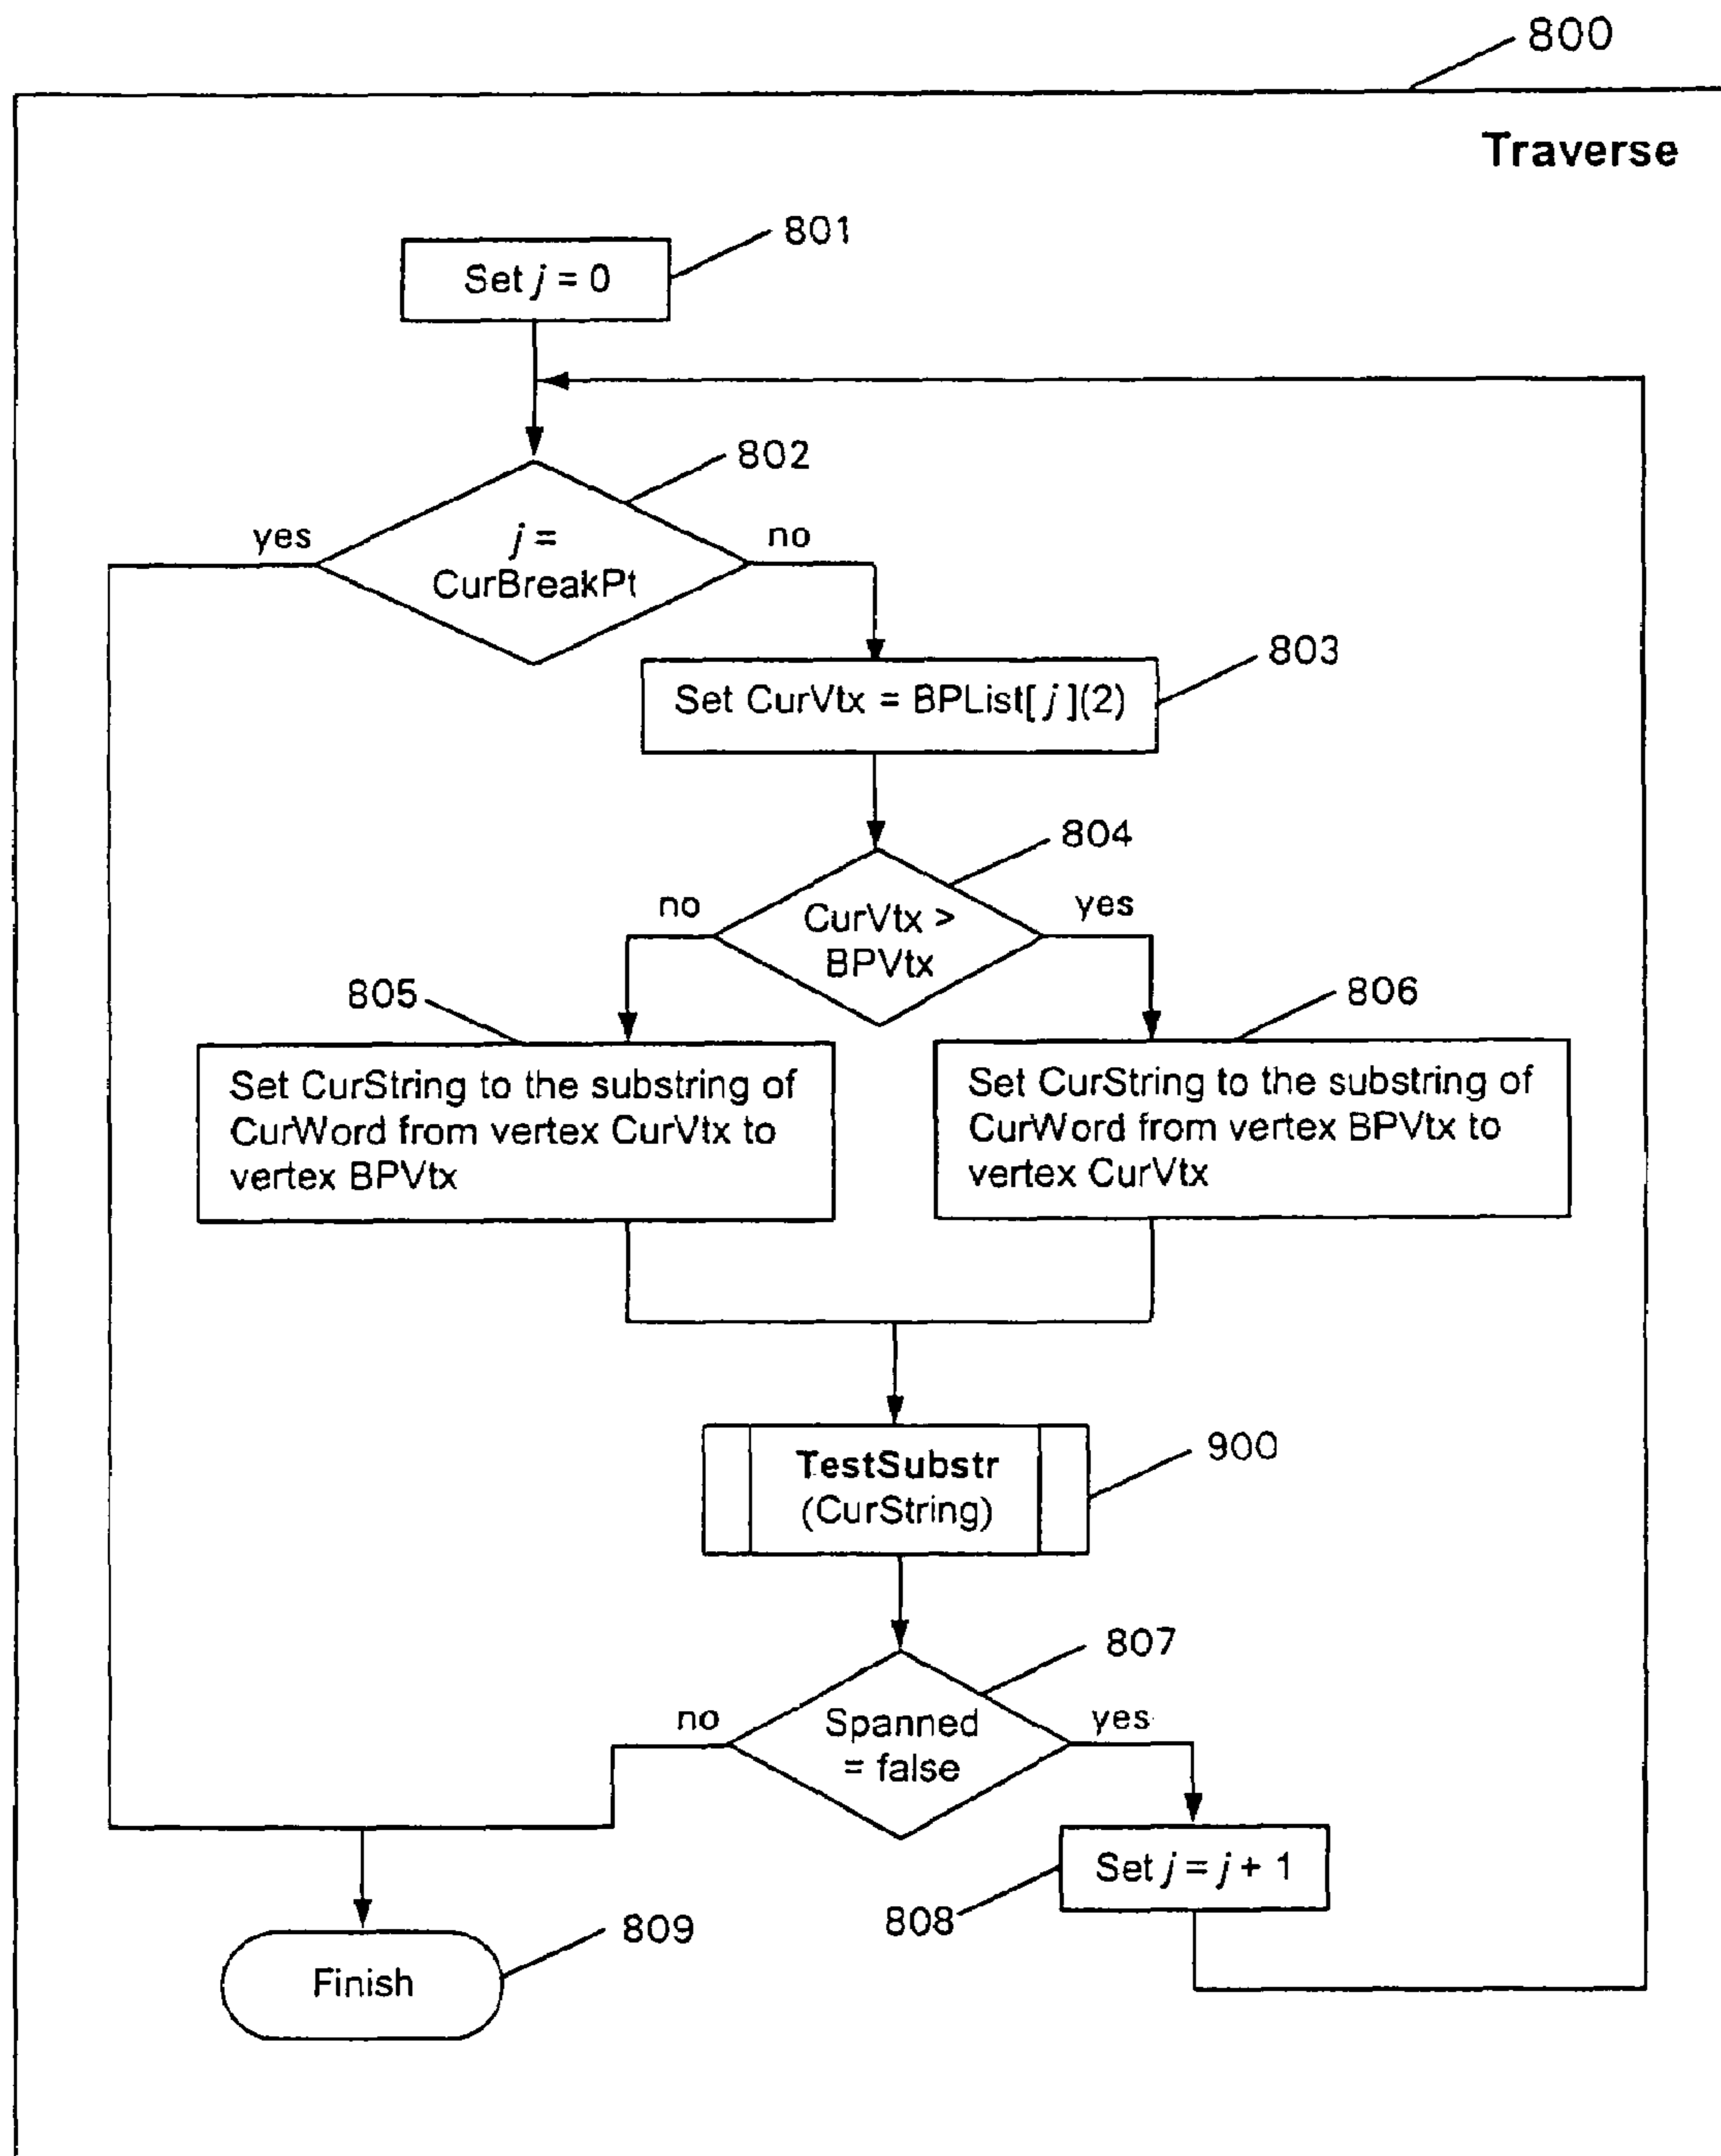 800
Traverse
801
Set j = 0
802
yes
j =
CurBreakPt
no
803
Set CurVtx = BPList[ j ](2)
804
no
CurVtx >
BPVtx
yes
805
806
Set CurString to the substring of
CurWord from vertex CurVtx to
vertex BPVtx
Set CurString to the substring of
CurWord from vertex BPVtx to
vertex CurVtx
TestSubstr
(CurString)
900
807
no
Spanned
= false
yes
Set j = j + 1
808
809
Finish